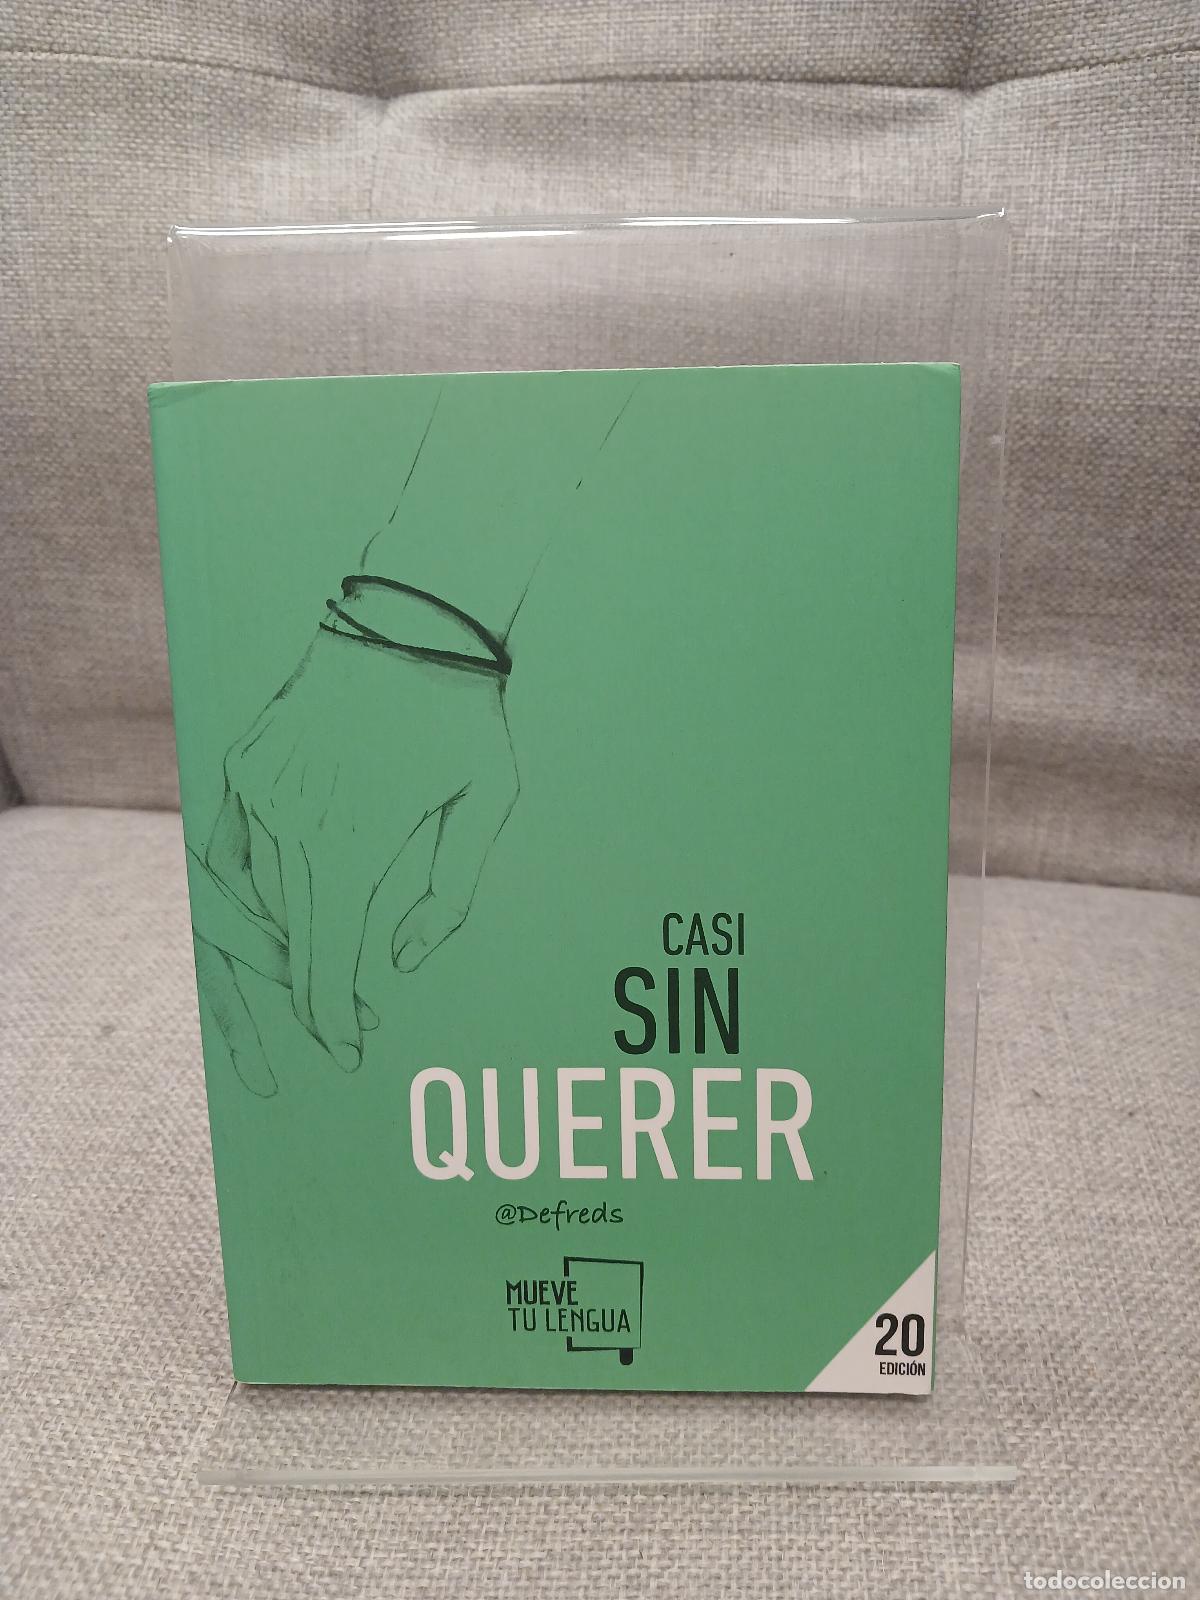 CASI
SIN
QUERER
@Defreds
MUEVE
TU LENGUA
20
EDICIÓN
todocoleccion